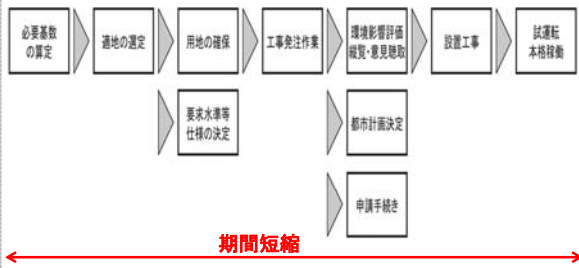 必要基数
の算定
適地の選定
用地の確保
工事発注作業
環境影響評価
縦覧・意見聴取
設置工事
試運転
本格稼働
要求水準等
仕様の決定
都市計画決定
申請手続き
期間短縮